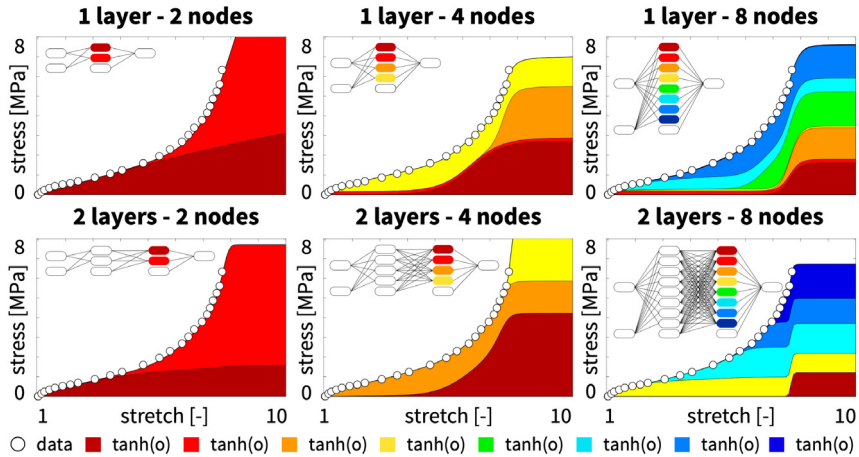 1 layer - 2 nodes
1 layer - 4 nodes
1 layer - 8 nodes
8
stress [MPa]
0
8
stress [MPa]
0
8
stress [MPa]
0
2 layers - 2 nodes
2 layers - 4 nodes
2 layers - 8 nodes
8
stress [MPa]
0
8
stress [MPa]
0
8
stress [MPa]
0
1 stretch [-] 10
1 stretch [-] 10
1 stretch [-] 10
data tanh(o) tanh(o) tanh(o) tanh(o) tanh(o) tanh(o) tanh(o) tanh(o)